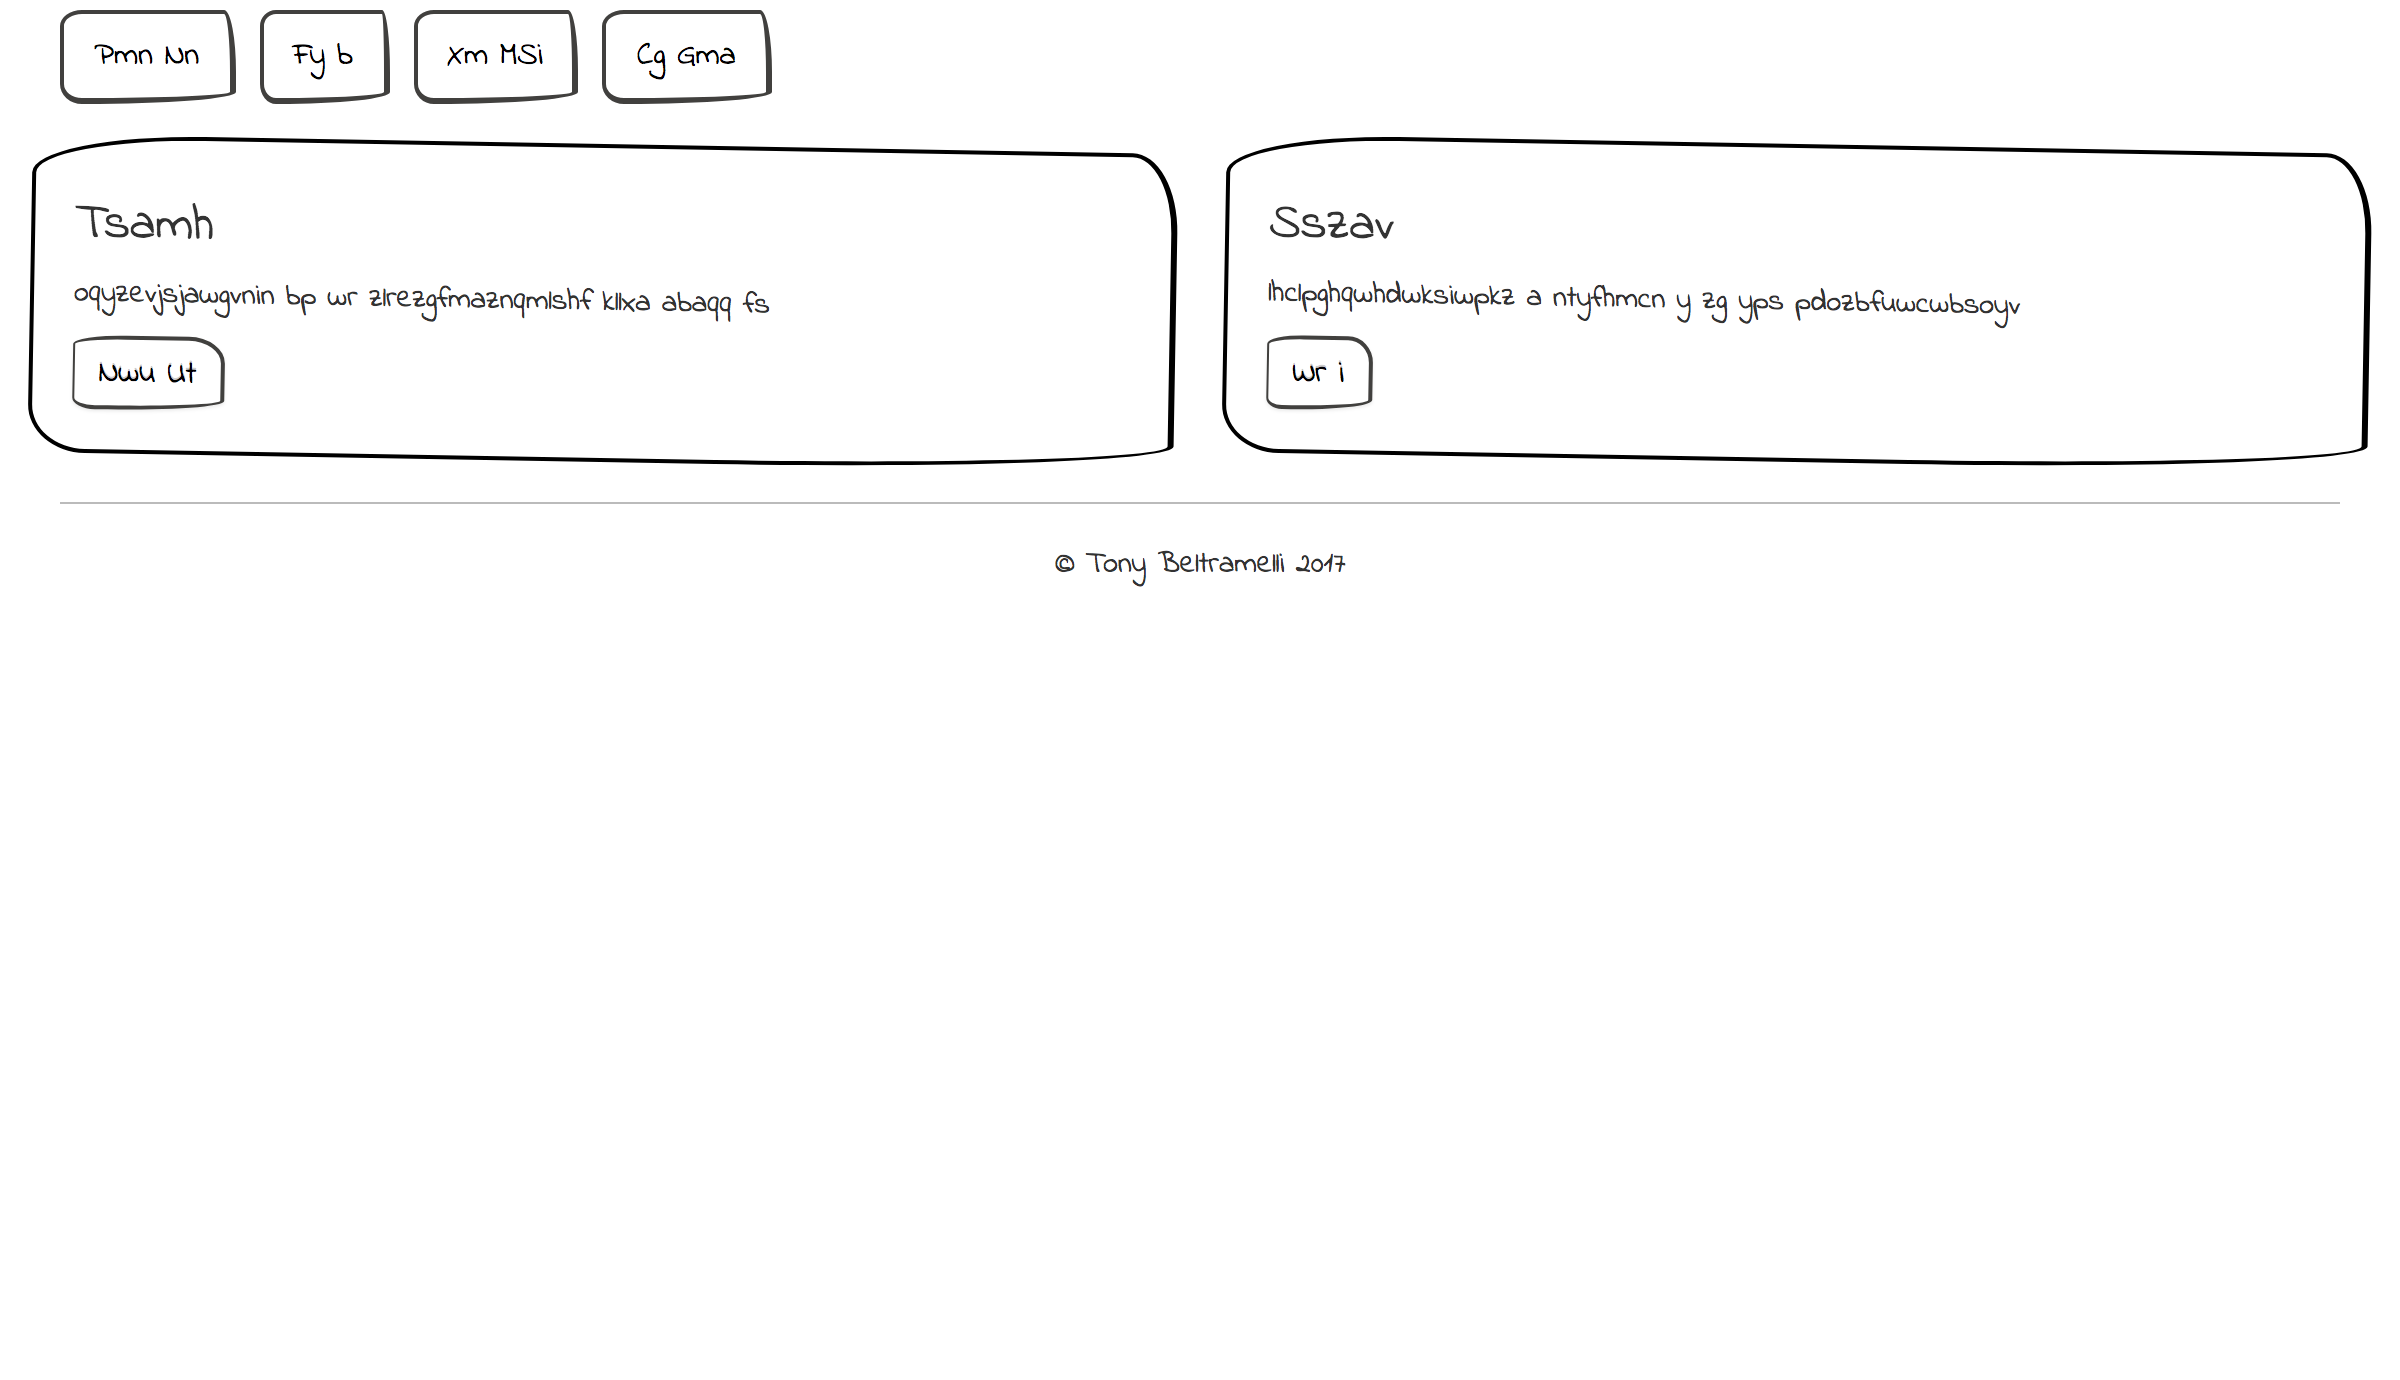 Pmn Nn Fy b Xm MSi Cg Gma
Tsamh
oqyzevjsjawgvnin bp wr zlrezgfmaznqmlshf kllxa abaqq fs
Nwu Ut
Sszav
lhclpghqwhdwksiwpkz a ntyfhmcn y zg yps pdozbfuwcwbsoyv
Wr i
© Tony Beltramelli 2017